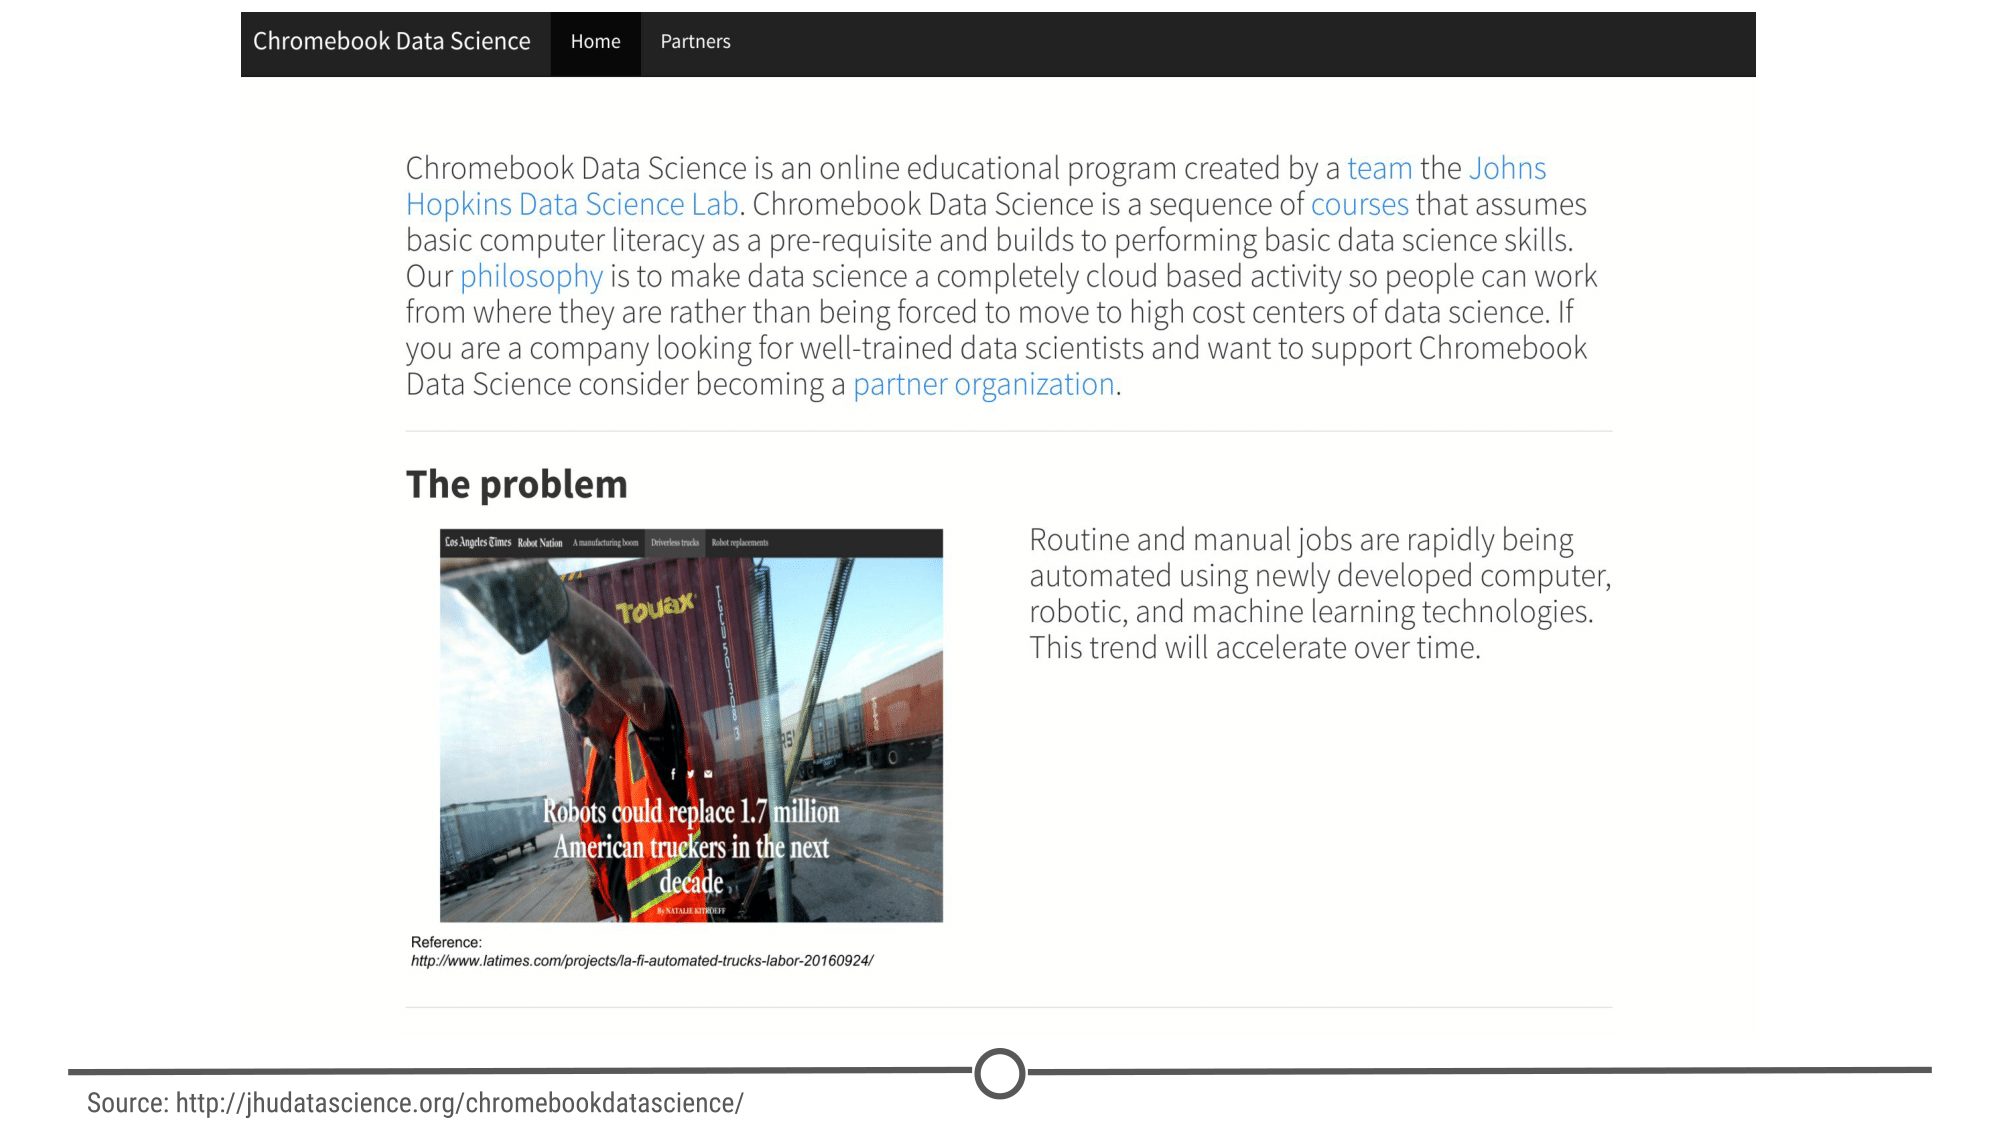 Chromebook Data Science Home Partners
Chromebook Data Science is an online educational program created by a team the Johns
Hopkins Data Science Lab. Chromebook Data Science is a sequence of courses that assumes
basic computer literacy as a pre-requisite and builds to performing basic data science skills.
Our philosophy is to make data science a completely cloud based activity so people can work
from where they are rather than being forced to move to high cost centers of data science. If
you are a company looking for well-trained data scientists and want to support Chromebook
Data Science consider becoming a partner organization.
The problem
Los Angeles Times Robot Nation A manufacturing boom Driverless trucks Robot replacements
Touax
Robots could replace 1.7 million
American truckers in the next
decade
By NATALIE KITROEFF
Reference:
http://www.latimes.com/projects/la-fi-automated-trucks-labor-20160924/
Routine and manual jobs are rapidly being
automated using newly developed computer,
robotic, and machine learning technologies.
This trend will accelerate over time.
Source: http://jhudatascience.org/chromebookdatascience/